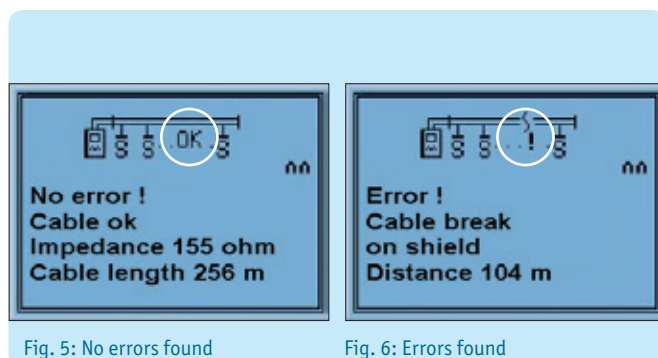 OK
No error !
Cable ok
Impedance 155 ohm
Cable length 256 m
Fig. 5: No errors found
!
Error !
Cable break
on shield
Distance 104 m
Fig. 6: Errors found